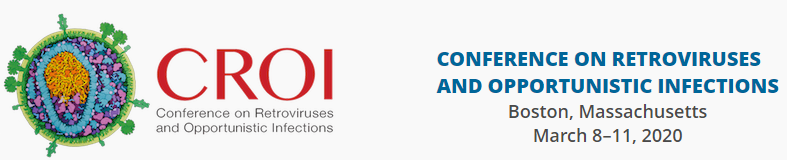 CROI
Conference on Retroviruses
and Opportunistic Infections
CONFERENCE ON RETROVIRUSES
AND OPPORTUNISTIC INFECTIONS
Boston, Massachusetts
March 8–11, 2020